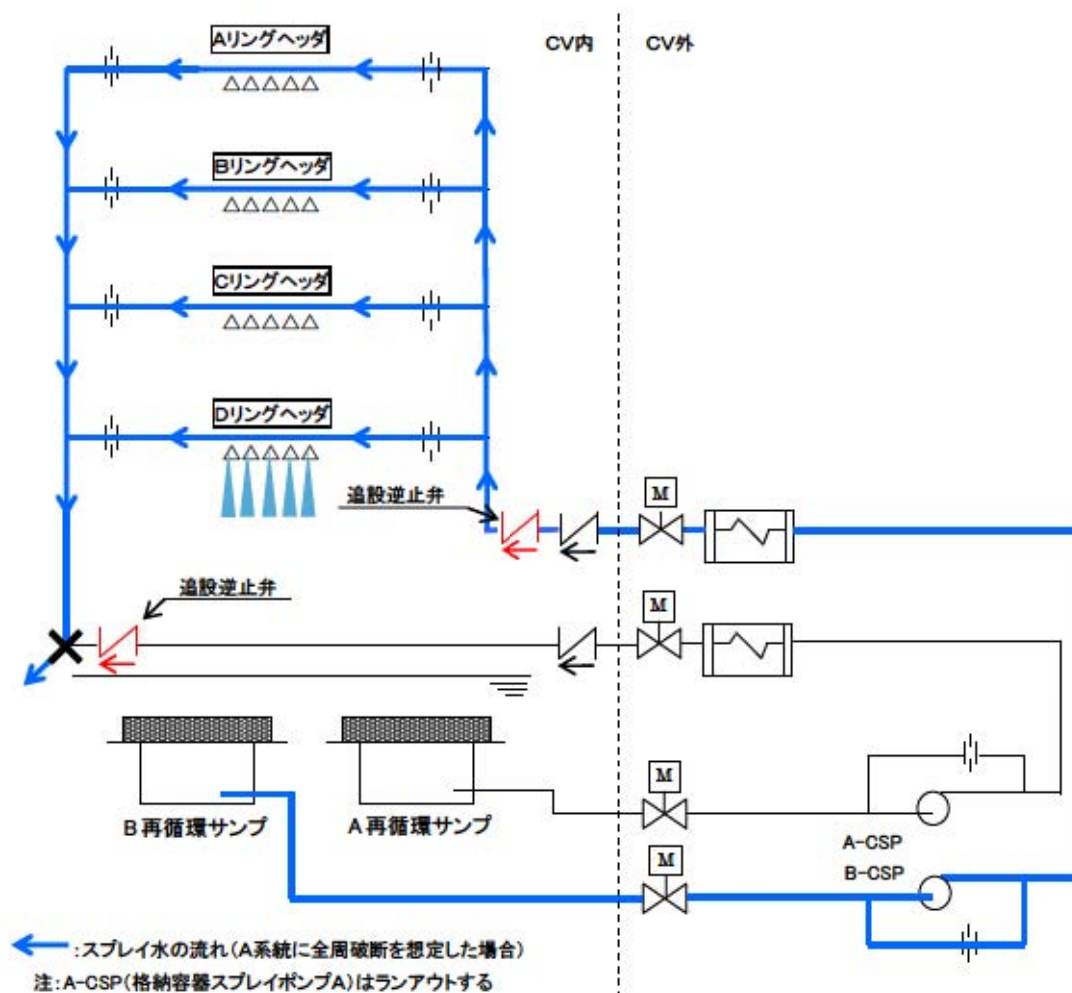 Aリングヘッダ
CV内
CV外
Bリングヘッダ
Cリングヘッダ
Dリングヘッダ
追設逆止弁
M
追設逆止弁
M
M
B再循環サンプ
A再循環サンプ
A-CSP
B-CSP
M
:スプレイ水の流れ(A系統に全周破断を想定した場合)
注:A-CSP(格納容器スプレイポンプA)はランアウトする